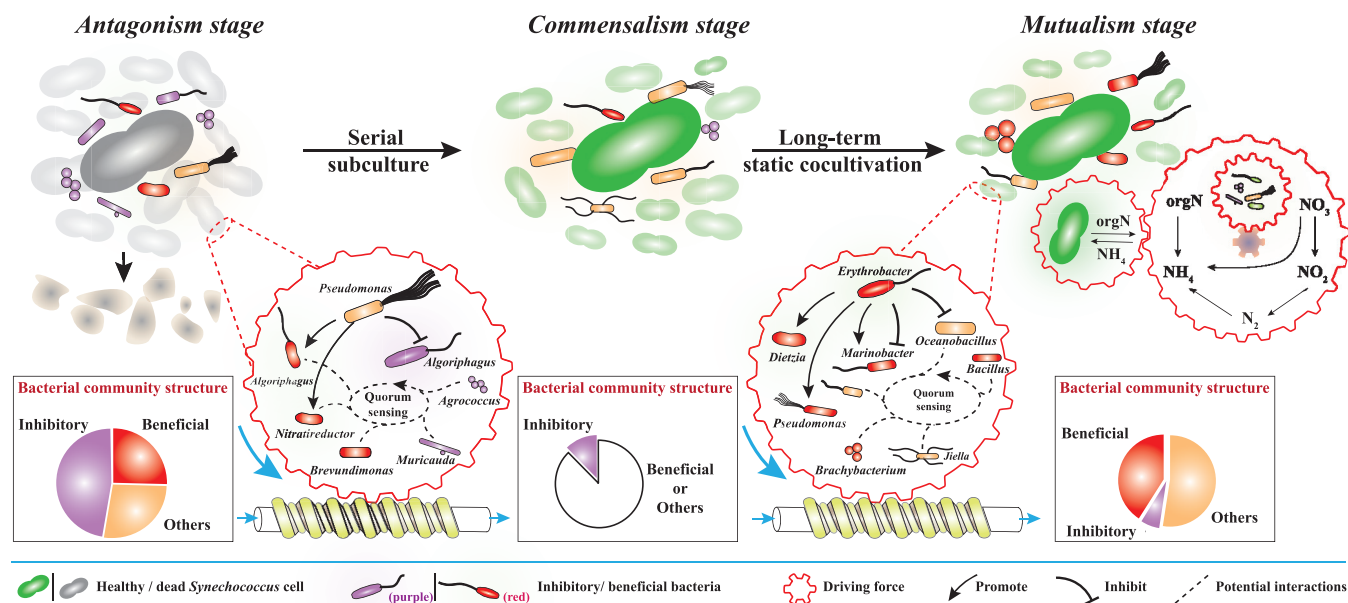 Antagonism stage
Commensalism stage
Mutualism stage
Serial
subculture
Long-term
static cocultivation
orgN
NH4
orgN
NO3
NH4
NO2
N2
Pseudomonas
Algoriphagus
Algoriphagus
Agrococcus
Quorum
sensing
Nitratireductor
Muricauda
Brevundimonas
Erythrobacter
Dietzia
Marinobacter
Oceanobacillus
Bacillus
Quorum
sensing
Pseudomonas
Brachybacterium
Jiella
Bacterial community structure
Inhibitory
Beneficial
Others
Bacterial community structure
Inhibitory
Beneficial
or
Others
Bacterial community structure
Beneficial
Inhibitory
Others
Healthy / dead Synechococcus cell
(purple)
(red)
Inhibitory/ beneficial bacteria
Driving force
Promote
Inhibit
Potential interactions